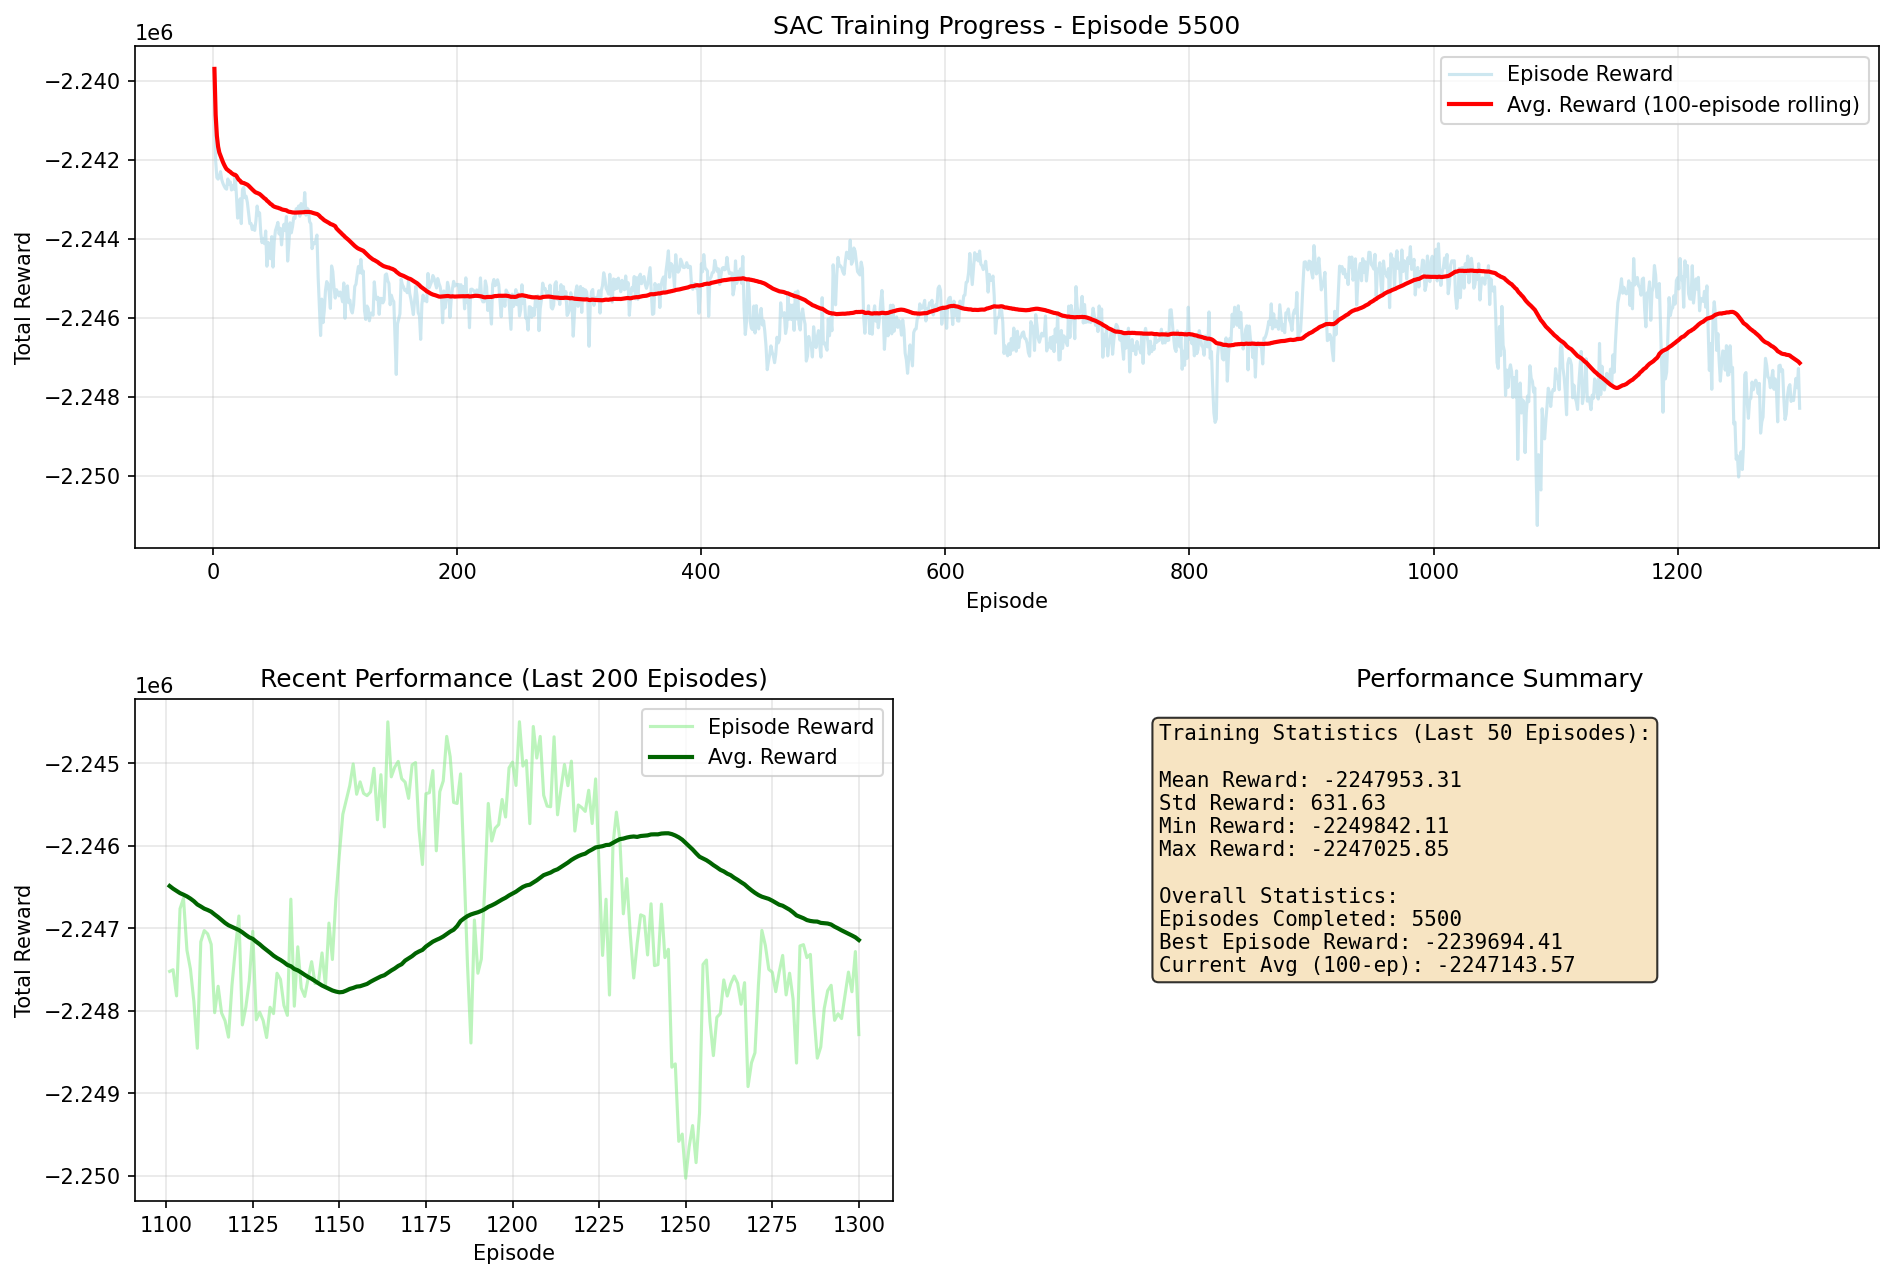 SAC Training Progress - Episode 5500
1e6
Episode Reward
Avg. Reward (100-episode rolling)
−2.240
−2.242
−2.244
−2.246
−2.248
−2.250
Total Reward
0 200 400 600 800 1000 1200
Episode
Recent Performance (Last 200 Episodes)
1e6
Episode Reward
Avg. Reward
−2.245
−2.246
−2.247
−2.248
−2.249
−2.250
Total Reward
1100 1125 1150 1175 1200 1225 1250 1275 1300
Episode
Performance Summary
Training Statistics (Last 50 Episodes):
Mean Reward: -2247953.31
Std Reward: 631.63
Min Reward: -2249842.11
Max Reward: -2247025.85
Overall Statistics:
Episodes Completed: 5500
Best Episode Reward: -2239694.41
Current Avg (100-ep): -2247143.57